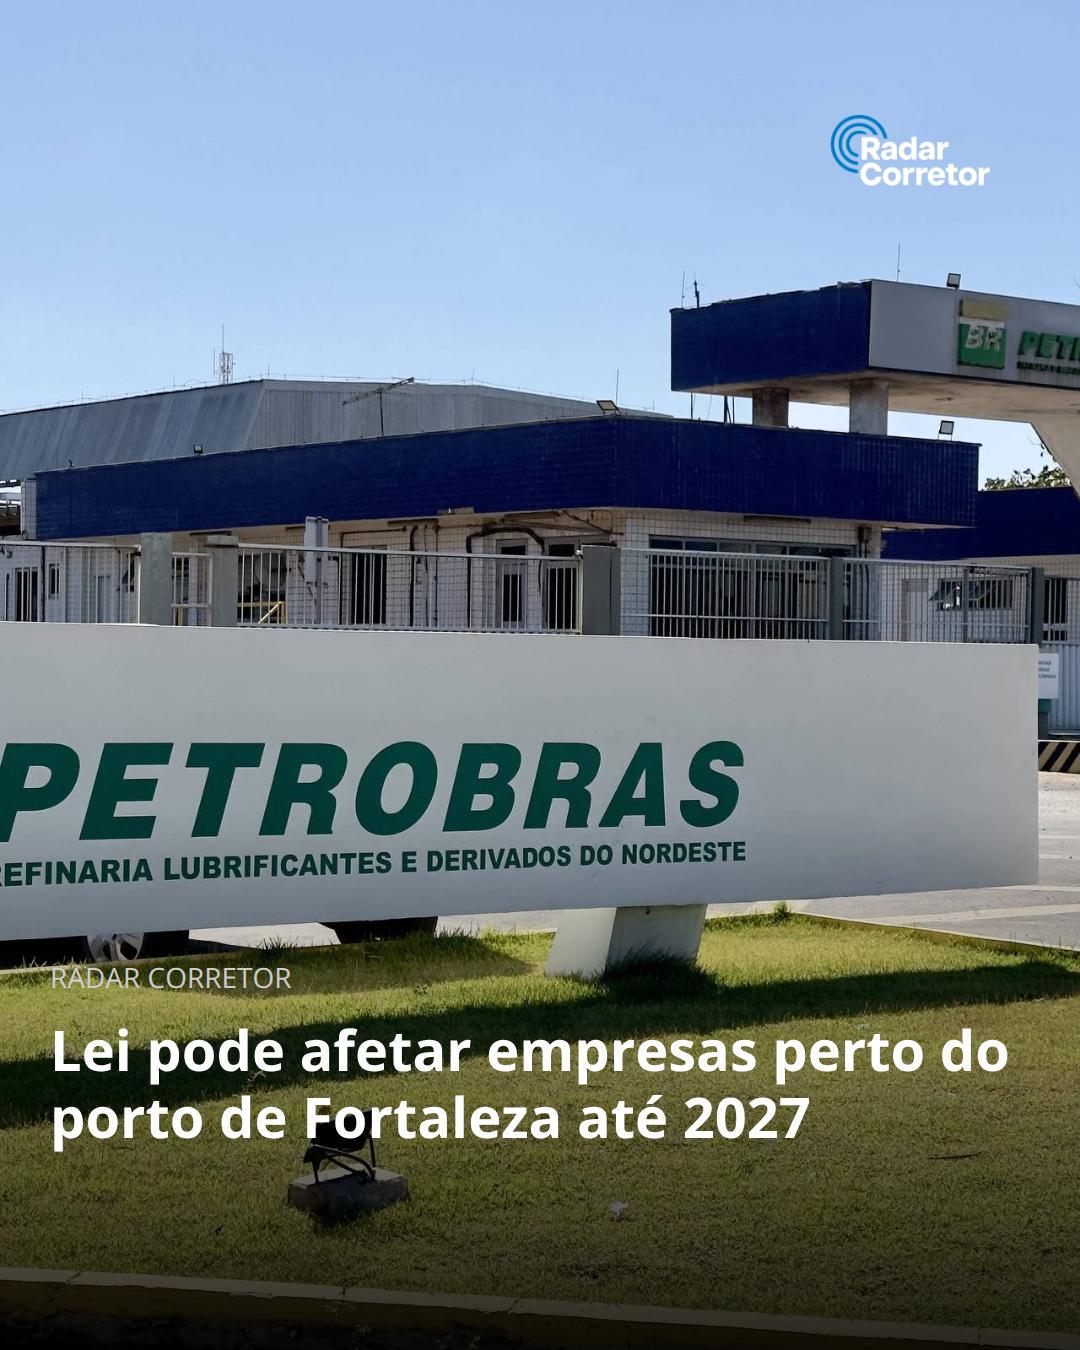 Radar
Corretor
BR
PETROBRAS
REFINARIA LUBRIFICANTES E DERIVADOS DO NORDESTE
RADAR CORRETOR
Lei pode afetar empresas perto do
porto de Fortaleza até 2027